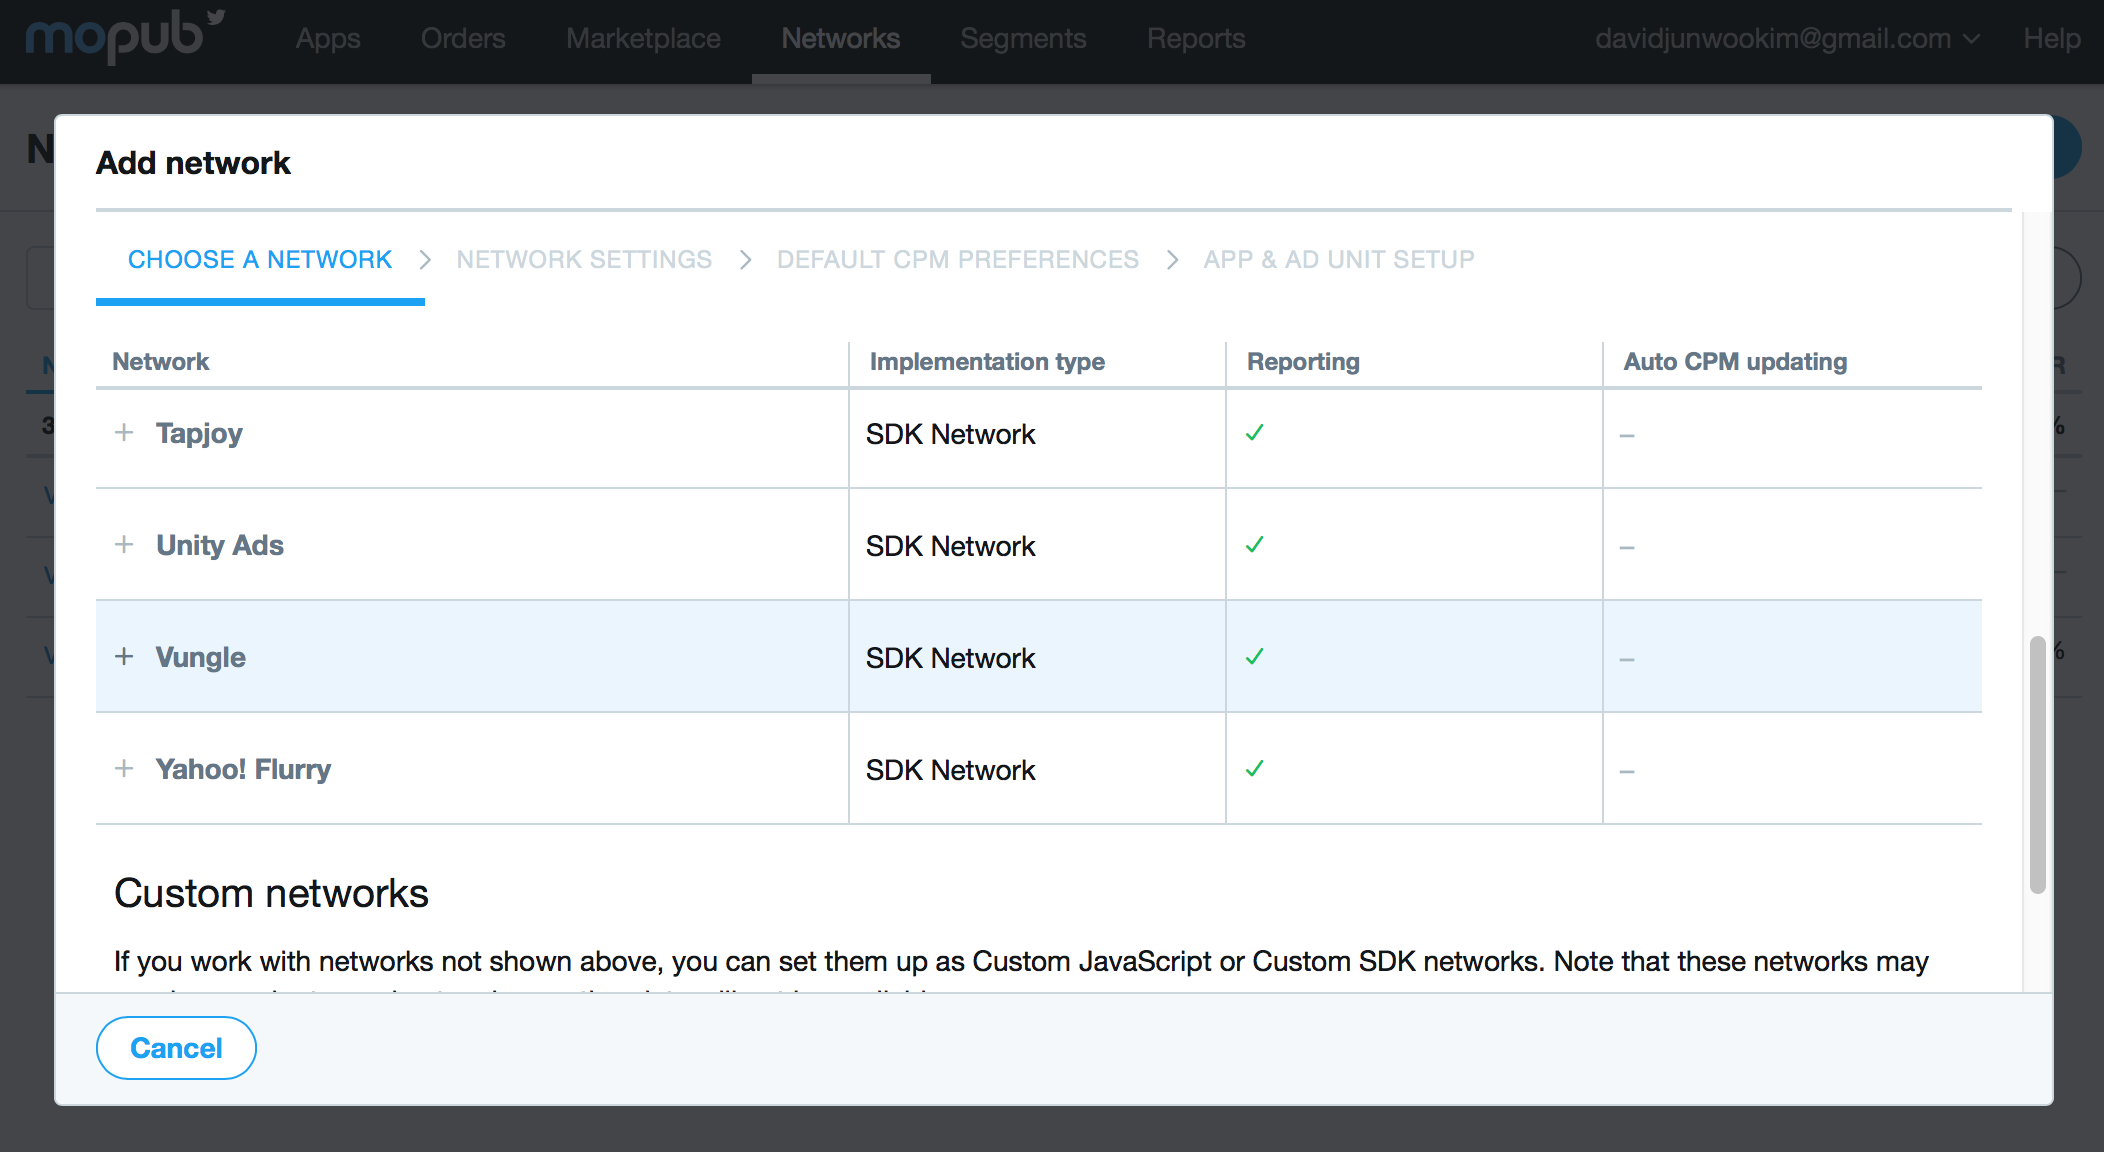 mopub Apps Orders Marketplace Networks Segments Reports davidjunwookim@gmail.com Help
Add network
CHOOSE A NETWORK NETWORK SETTINGS DEFAULT CPM PREFERENCES APP & AD UNIT SETUP
Network Implementation type Reporting Auto CPM updating
+ Tapjoy SDK Network ✓ –
+ Unity Ads SDK Network ✓ –
+ Vungle SDK Network ✓ –
+ Yahoo! Flurry SDK Network ✓ –
Custom networks
If you work with networks not shown above, you can set them up as Custom JavaScript or Custom SDK networks. Note that these networks may
Cancel